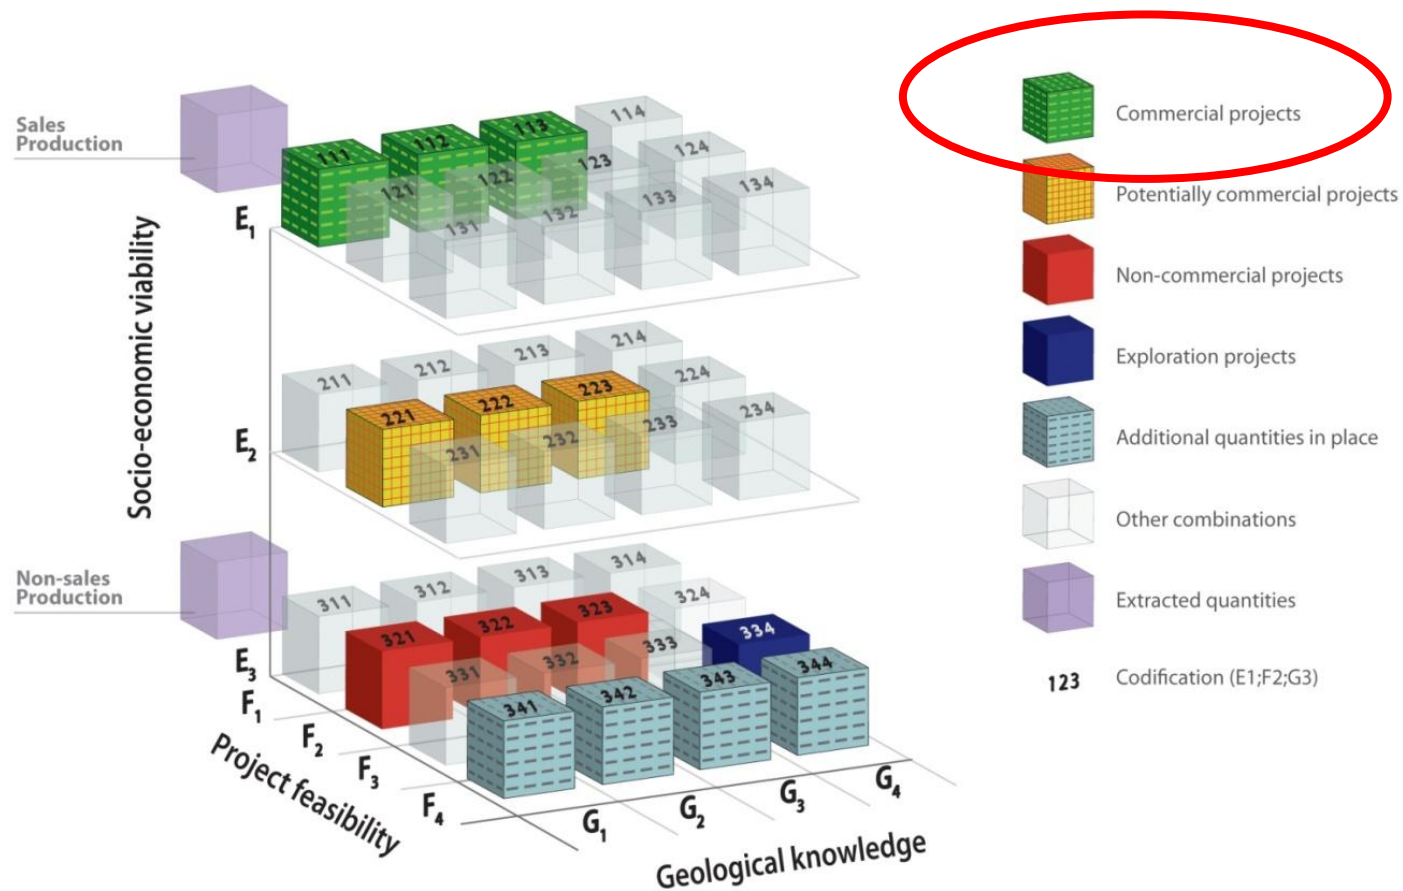 Sales
Production
114
113
112
111
124
123
122
121
134
133
132
131
E1
Socio-economic viability
214
213
212
211
224
223
222
221
234
233
232
231
E2
Non-sales
Production
314
313
312
311
324
323
322
321
334
333
332
331
344
343
342
341
E3
F1
F2
F3
F4
Project feasibility
G1
G2
G3
G4
Geological knowledge
Commercial projects
Potentially commercial projects
Non-commercial projects
Exploration projects
Additional quantities in place
Other combinations
Extracted quantities
123 Codification (E1;F2;G3)